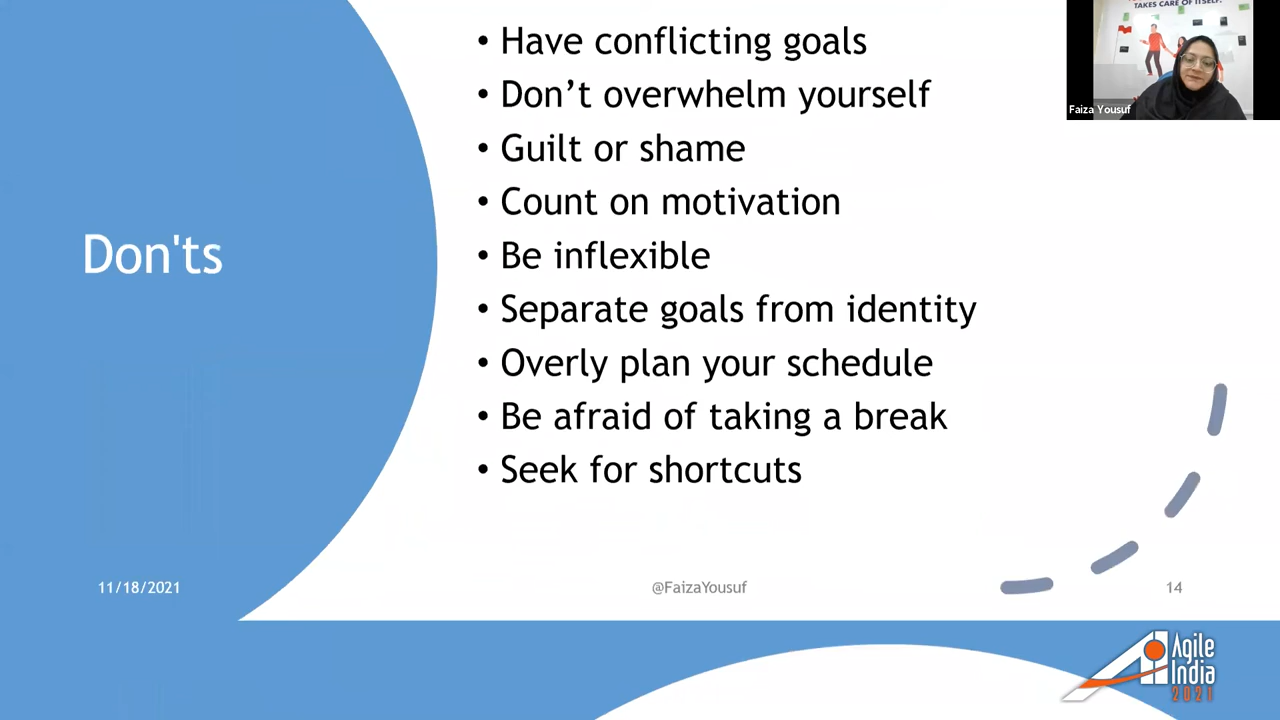 Don'ts
• Have conflicting goals
• Don’t overwhelm yourself
• Guilt or shame
• Count on motivation
• Be inflexible
• Separate goals from identity
• Overly plan your schedule
• Be afraid of taking a break
• Seek for shortcuts
TAKES CARE OF ITSELF.
Faiza Yousuf
11/18/2021
@FaizaYousuf
14
Agile
India
2021